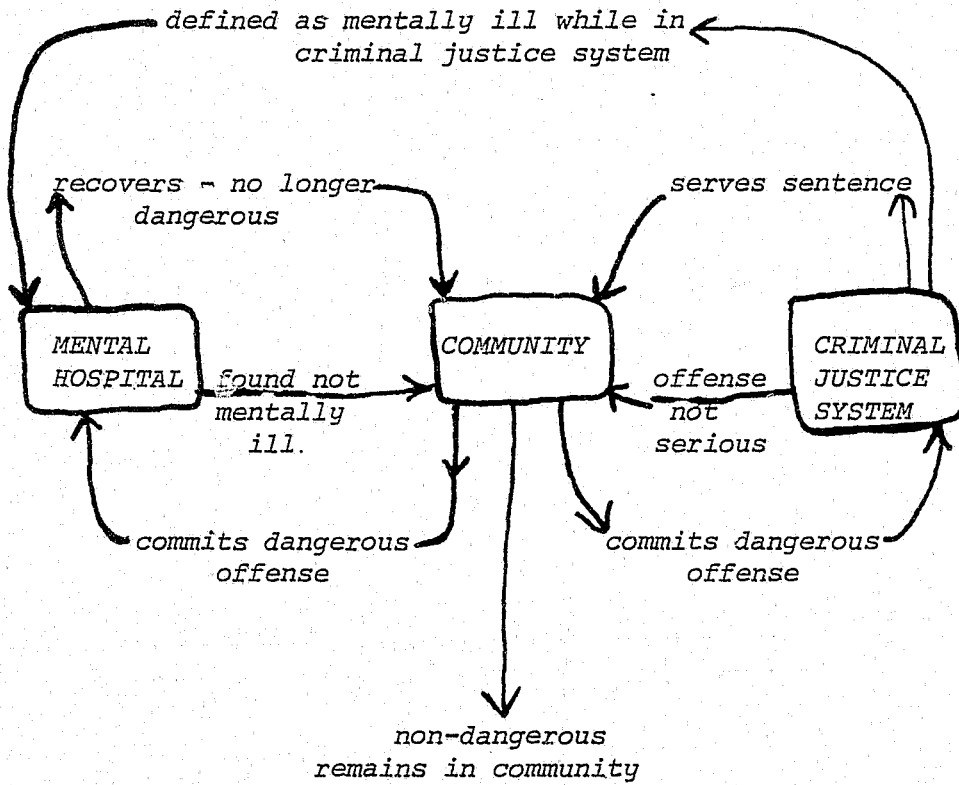 defined as mentally ill while in
criminal justice system
recovers - no longer
dangerous
serves sentence
MENTAL
HOSPITAL
COMMUNITY
CRIMINAL
JUSTICE
SYSTEM
found not
mentally
ill.
offense
not
serious
commits dangerous
offense
commits dangerous
offense
non-dangerous
remains in community